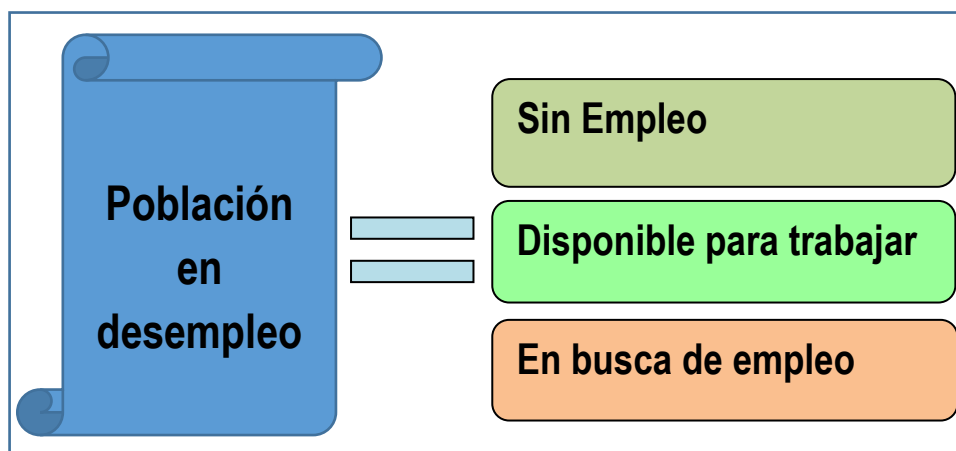 Población
en
desempleo
Sin Empleo
Disponible para trabajar
En busca de empleo